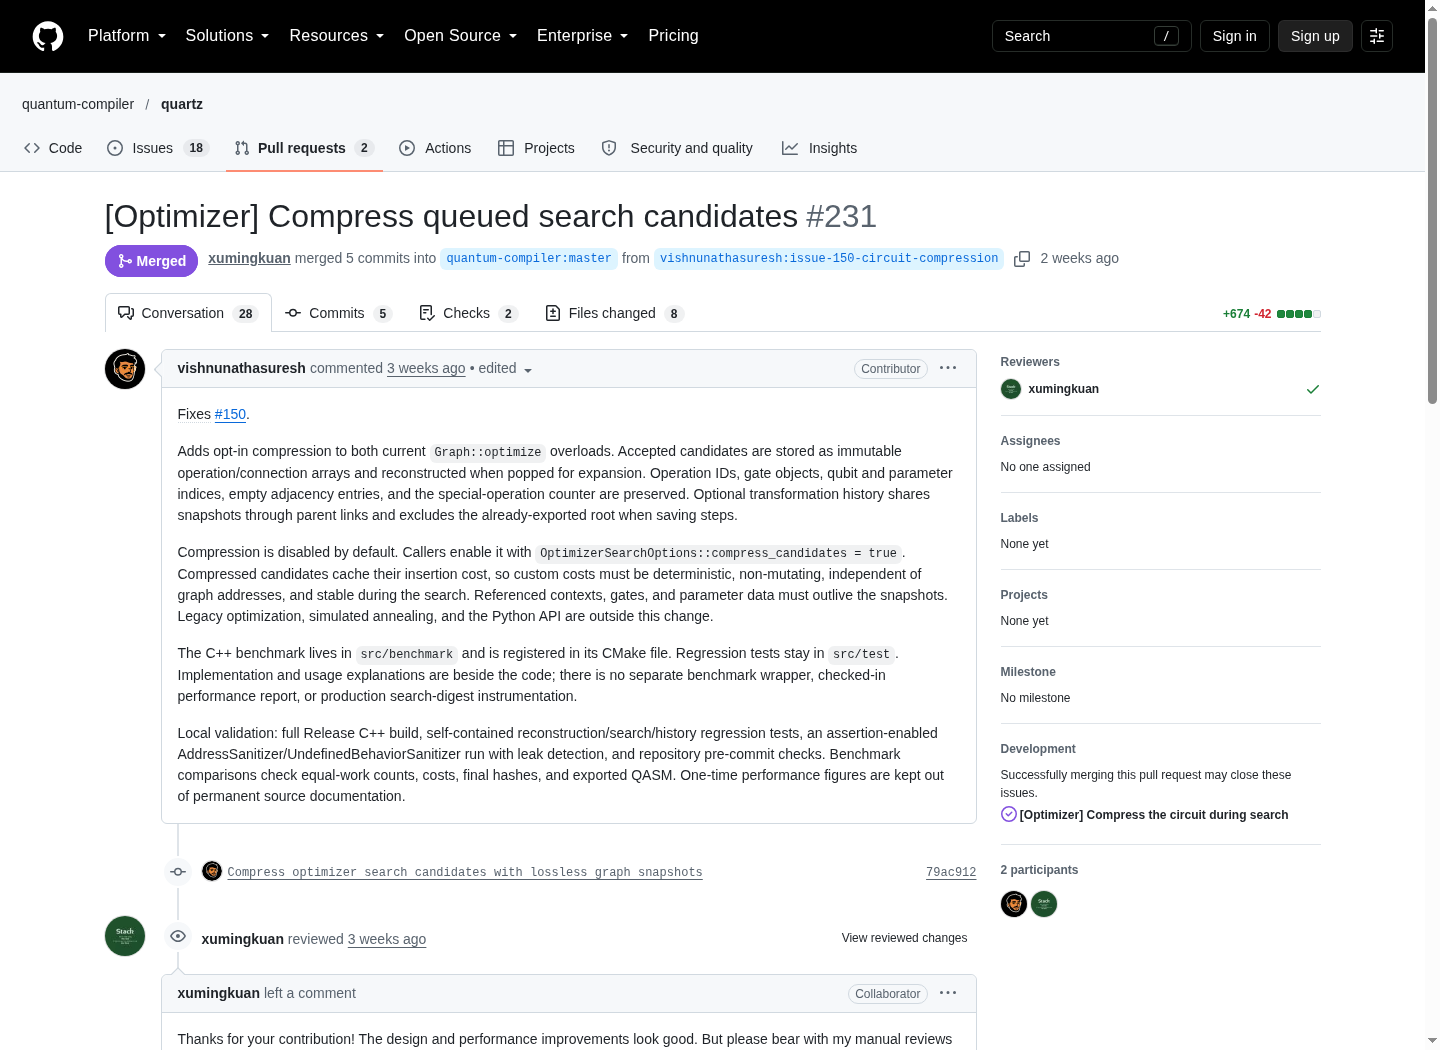 Platform Solutions Resources Open Source Enterprise Pricing Search / Sign in Sign up
quantum-compiler / quartz
Code Issues 18 Pull requests 2 Actions Projects Security and quality Insights
[Optimizer] Compress queued search candidates #231
Merged xumingkuan merged 5 commits into quantum-compiler:master from vishnunathasuresh:issue-150-circuit-compression 2 weeks ago
Conversation 28 Commits 5 Checks 2 Files changed 8 +674 -42
vishnunathasuresh commented 3 weeks ago • edited Contributor
Fixes #150.
Adds opt-in compression to both current Graph::optimize overloads. Accepted candidates are stored as immutable
operation/connection arrays and reconstructed when popped for expansion. Operation IDs, gate objects, qubit and parameter
indices, empty adjacency entries, and the special-operation counter are preserved. Optional transformation history shares
snapshots through parent links and excludes the already-exported root when saving steps.
Compression is disabled by default. Callers enable it with OptimizerSearchOptions::compress_candidates = true.
Compressed candidates cache their insertion cost, so custom costs must be deterministic, non-mutating, independent of
graph addresses, and stable during the search. Referenced contexts, gates, and parameter data must outlive the snapshots.
Legacy optimization, simulated annealing, and the Python API are outside this change.
The C++ benchmark lives in src/benchmark and is registered in its CMake file. Regression tests stay in src/test.
Implementation and usage explanations are beside the code; there is no separate benchmark wrapper, checked-in
performance report, or production search-digest instrumentation.
Local validation: full Release C++ build, self-contained reconstruction/search/history regression tests, an assertion-enabled
AddressSanitizer/UndefinedBehaviorSanitizer run with leak detection, and repository pre-commit checks. Benchmark
comparisons check equal-work counts, costs, final hashes, and exported QASM. One-time performance figures are kept out
of permanent source documentation.
Compress optimizer search candidates with lossless graph snapshots 79ac912
xumingkuan reviewed 3 weeks ago View reviewed changes
xumingkuan left a comment Collaborator
Thanks for your contribution! The design and performance improvements look good. But please bear with my manual reviews
Reviewers
xumingkuan
Assignees
No one assigned
Labels
None yet
Projects
None yet
Milestone
No milestone
Development
Successfully merging this pull request may close these
issues.
[Optimizer] Compress the circuit during search
2 participants